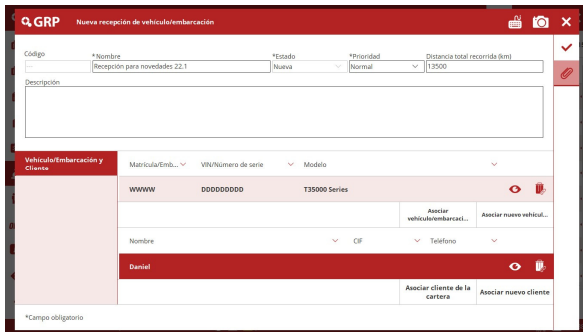 GRP Nueva recepción de vehículo/embarcación
Código *Nombre *Estado *Prioridad Distancia total recorrida (km)
--- Recepción para novedades 22.1 Nueva Normal 13500
Descripción
Vehículo/Embarcación y Cliente
Matrícula/Emb... VIN/Número de serie Modelo
WWWW DDDDDDDDD T35000 Series
Asociar vehículo/embarcaci... Asociar nuevo vehícul...
Nombre CIF Teléfono
Daniel
Asociar cliente de la cartera Asociar nuevo cliente
*Campo obligatorio